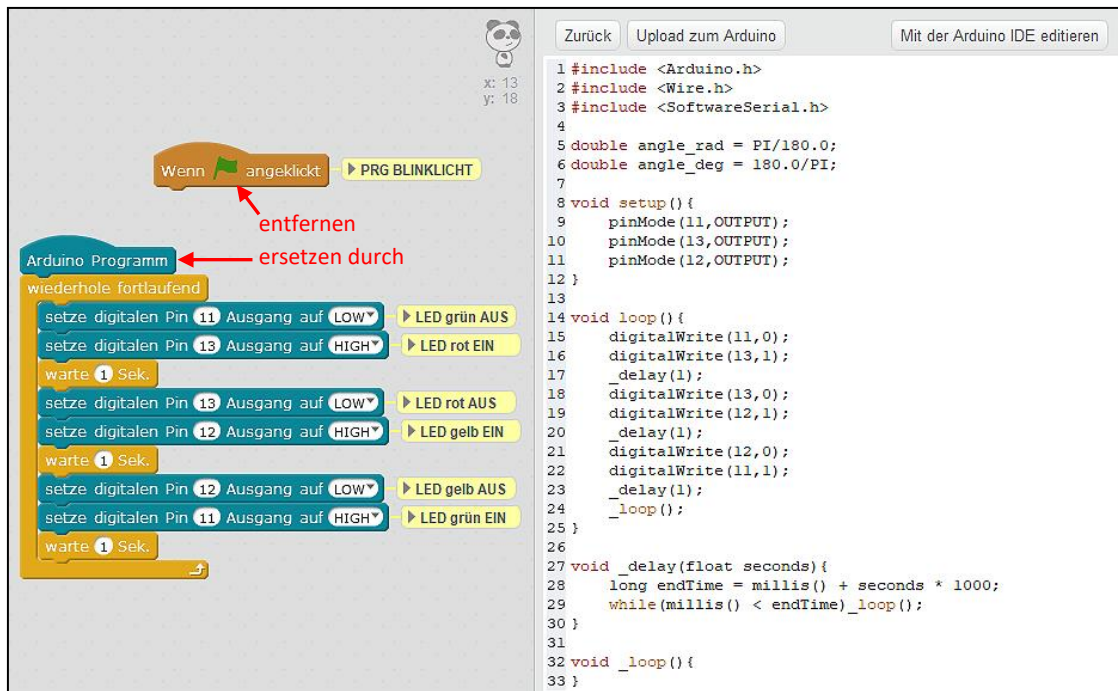 x: 13
y: 18
Wenn angeklickt
PRG BLINKLICHT
entfernen
Arduino Programm
ersetzen durch
wiederhole fortlaufend
setze digitalen Pin 11 Ausgang auf LOW
LED grün AUS
setze digitalen Pin 13 Ausgang auf HIGH
LED rot EIN
warte 1 Sek.
setze digitalen Pin 13 Ausgang auf LOW
LED rot AUS
setze digitalen Pin 12 Ausgang auf HIGH
LED gelb EIN
warte 1 Sek.
setze digitalen Pin 12 Ausgang auf LOW
LED gelb AUS
setze digitalen Pin 11 Ausgang auf HIGH
LED grün EIN
warte 1 Sek.
Zurück
Upload zum Arduino
Mit der Arduino IDE editieren
1 #include <Arduino.h>
2 #include <Wire.h>
3 #include <SoftwareSerial.h>
4
5 double angle_rad = PI/180.0;
6 double angle_deg = 180.0/PI;
7
8 void setup(){
9 pinMode(11,OUTPUT);
10 pinMode(13,OUTPUT);
11 pinMode(12,OUTPUT);
12 }
13
14 void loop(){
15 digitalWrite(11,0);
16 digitalWrite(13,1);
17 _delay(1);
18 digitalWrite(13,0);
19 digitalWrite(12,1);
20 _delay(1);
21 digitalWrite(12,0);
22 digitalWrite(11,1);
23 _delay(1);
24 _loop();
25 }
26
27 void _delay(float seconds){
28 long endTime = millis() + seconds * 1000;
29 while(millis() < endTime)_loop();
30 }
31
32 void _loop(){
33 }